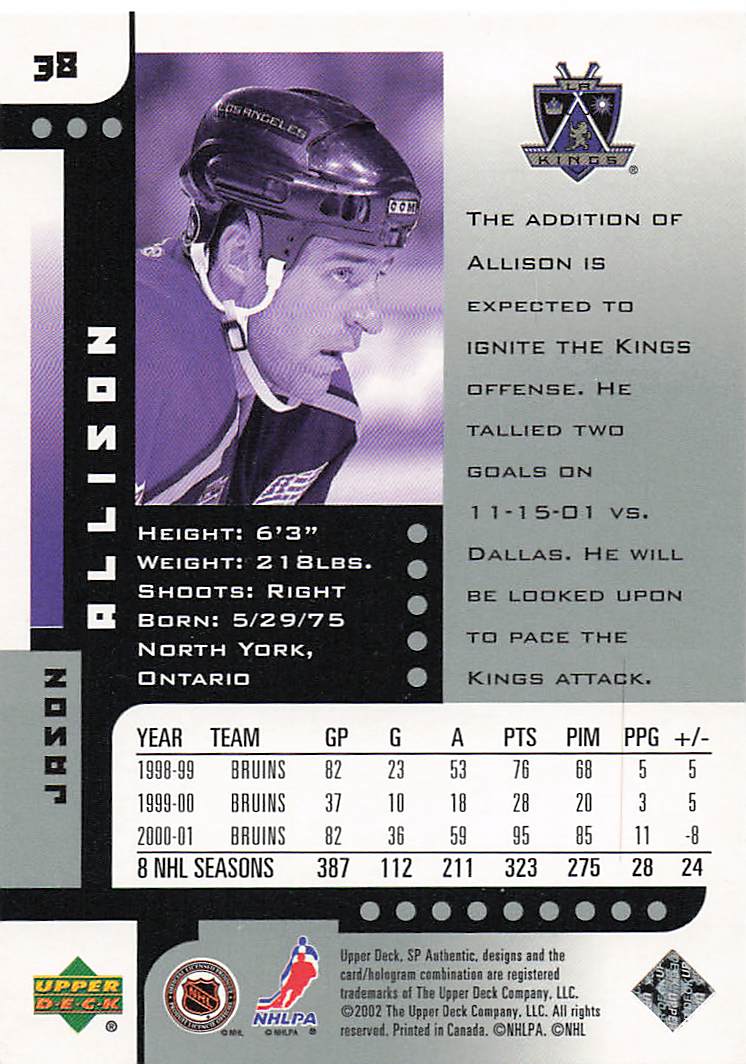 38
LOS ANGELES
CCM
LA
KINGS
®
THE ADDITION OF
ALLISON IS
EXPECTED TO
IGNITE THE KINGS
OFFENSE. HE
TALLIED TWO
GOALS ON
11-15-01 VS.
DALLAS. HE WILL
BE LOOKED UPON
TO PACE THE
KINGS ATTACK.
JASON
ALLISON
HEIGHT: 6'3"
WEIGHT: 218LBS.
SHOOTS: RIGHT
BORN: 5/29/75
NORTH YORK,
ONTARIO
YEAR TEAM GP G A PTS PIM PPG +/-
1998-99 BRUINS 82 23 53 76 68 5 5
1999-00 BRUINS 37 10 18 28 20 3 5
2000-01 BRUINS 82 36 59 95 85 11 -8
8 NHL SEASONS 387 112 211 323 275 28 24
UPPER
DECK
®
NHL
© NHL
NHLPA
© NHLPA ®
Upper Deck, SP Authentic, designs and the
card/hologram combination are registered
trademarks of The Upper Deck Company, LLC.
©2002 The Upper Deck Company, LLC. All rights
reserved. Printed in Canada. ©NHLPA. ©NHL